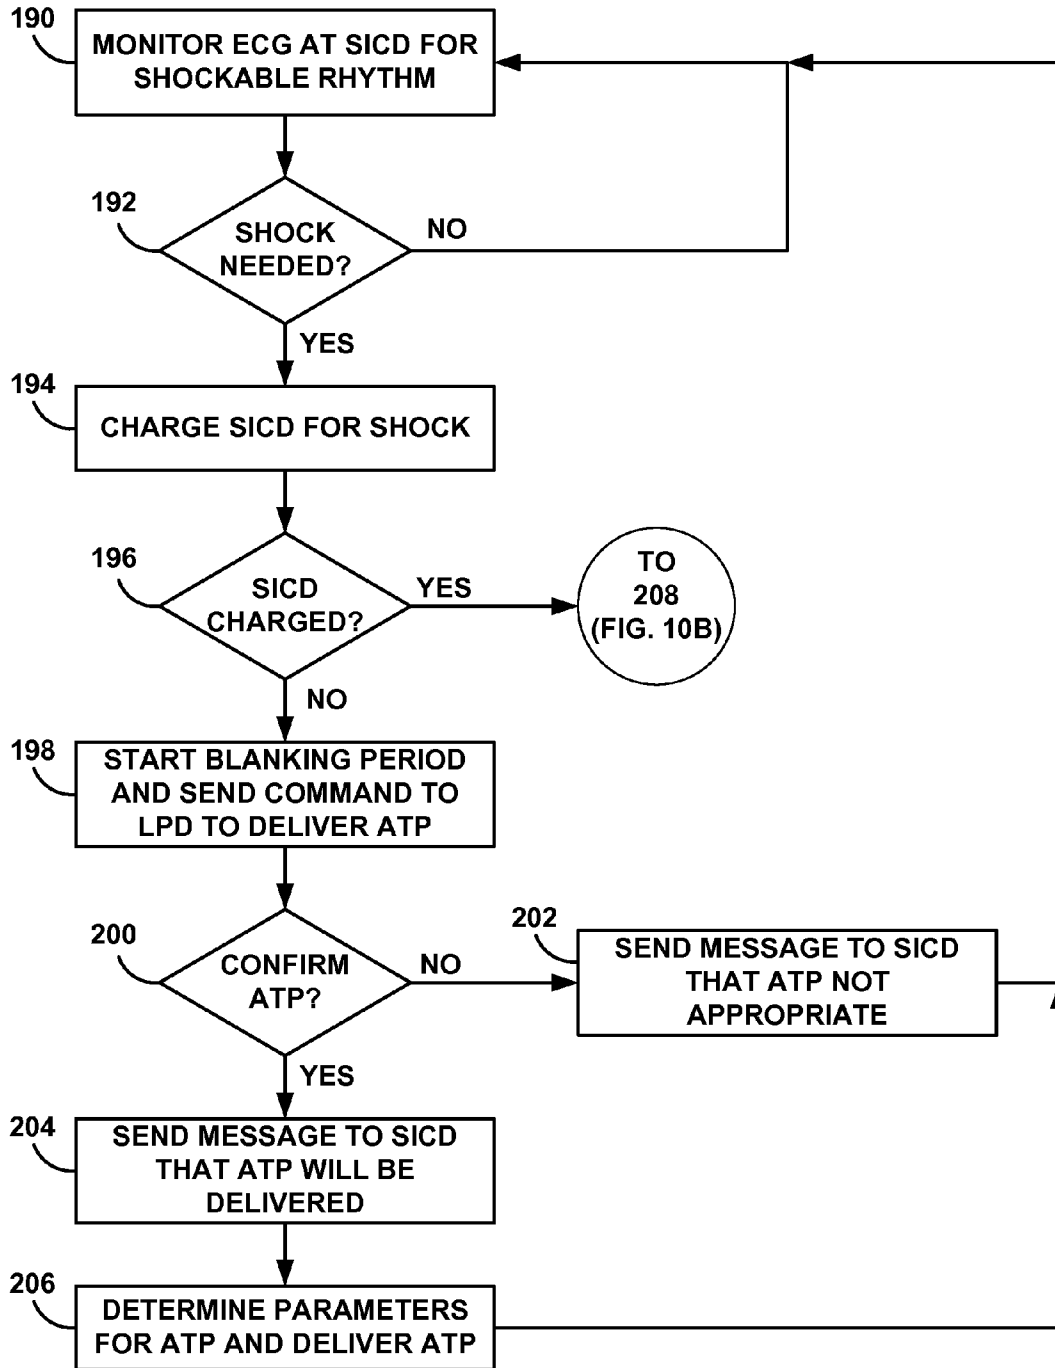 190
MONITOR ECG AT SICD FOR
SHOCKABLE RHYTHM
192
SHOCK
NEEDED?
NO
YES
194
CHARGE SICD FOR SHOCK
196
SICD
CHARGED?
YES
TO
208
(FIG. 10B)
NO
198
START BLANKING PERIOD
AND SEND COMMAND TO
LPD TO DELIVER ATP
200
CONFIRM
ATP?
NO
202
SEND MESSAGE TO SICD
THAT ATP NOT
APPROPRIATE
YES
204
SEND MESSAGE TO SICD
THAT ATP WILL BE
DELIVERED
206
DETERMINE PARAMETERS
FOR ATP AND DELIVER ATP